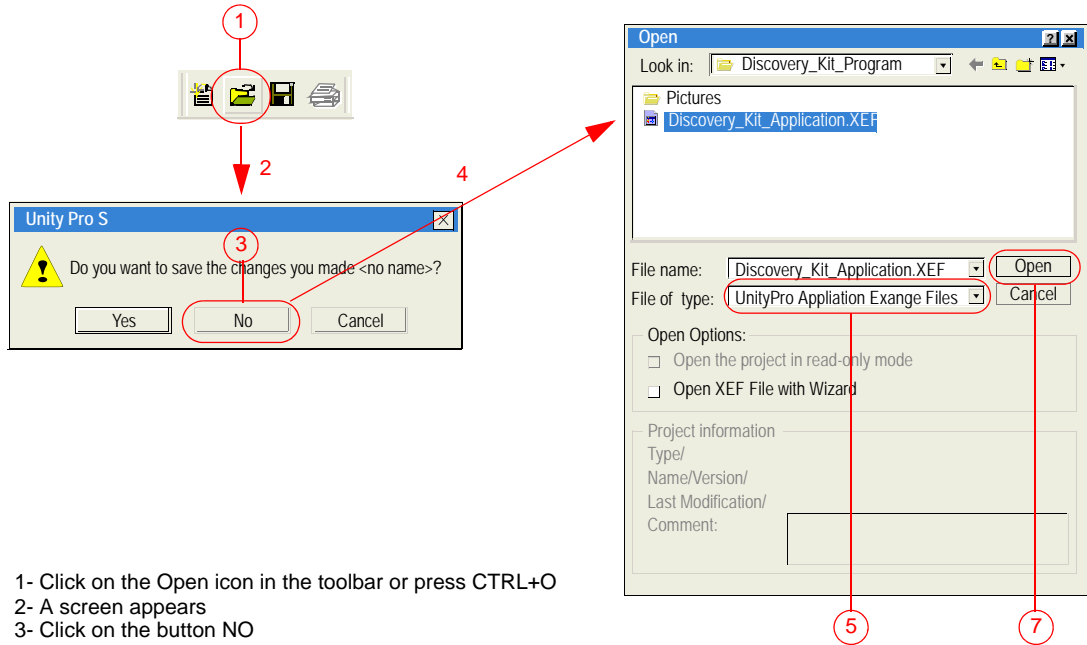 1
2
Unity Pro S
3
Do you want to save the changes you made <no name>?
Yes
No
Cancel
4
Open
Look in:
Discovery_Kit_Program
Pictures
Discovery_Kit_Application.XEF
File name:
Discovery_Kit_Application.XEF
Open
File of type:
UnityPro Appliation Exange Files
Cancel
Open Options:
Open the project in read-only mode
Open XEF File with Wizard
Project information
Type/
Name/Version/
Last Modification/
Comment:
5
7
1- Click on the Open icon in the toolbar or press CTRL+O
2- A screen appears
3- Click on the button NO